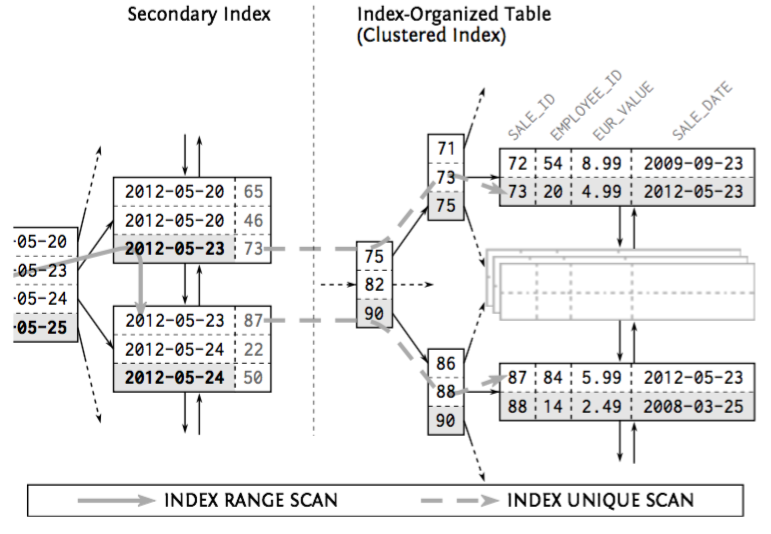 Secondary Index
Index-Organized Table
(Clustered Index)
SALE_ID
EMPLOYEE_ID
EUR_VALUE
SALE_DATE
-05-20
-05-23
-05-24
-05-25
2012-05-20 65
2012-05-20 46
2012-05-23 73
2012-05-23 87
2012-05-24 22
2012-05-24 50
75
82
90
71
73
75
86
88
90
72 54 8.99 2009-09-23
73 20 4.99 2012-05-23
87 84 5.99 2012-05-23
88 14 2.49 2008-03-25
INDEX RANGE SCAN
INDEX UNIQUE SCAN